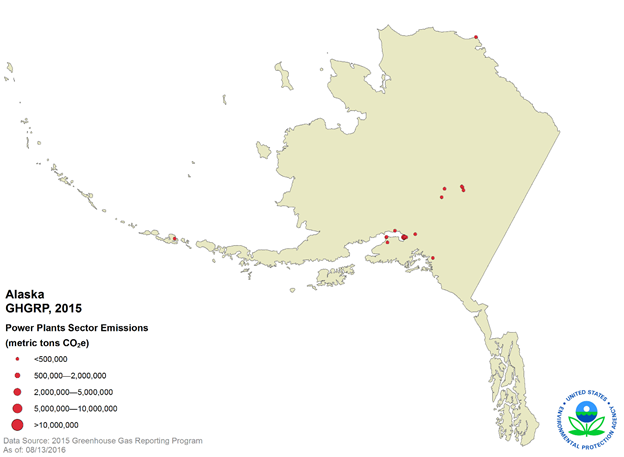 Alaska
GHGRP, 2015
Power Plants Sector Emissions
(metric tons CO₂e)
<500,000
500,000—2,000,000
2,000,000—5,000,000
5,000,000—10,000,000
>10,000,000
Data Source: 2015 Greenhouse Gas Reporting Program
As of: 08/13/2016
UNITED STATES
ENVIRONMENTAL PROTECTION AGENCY